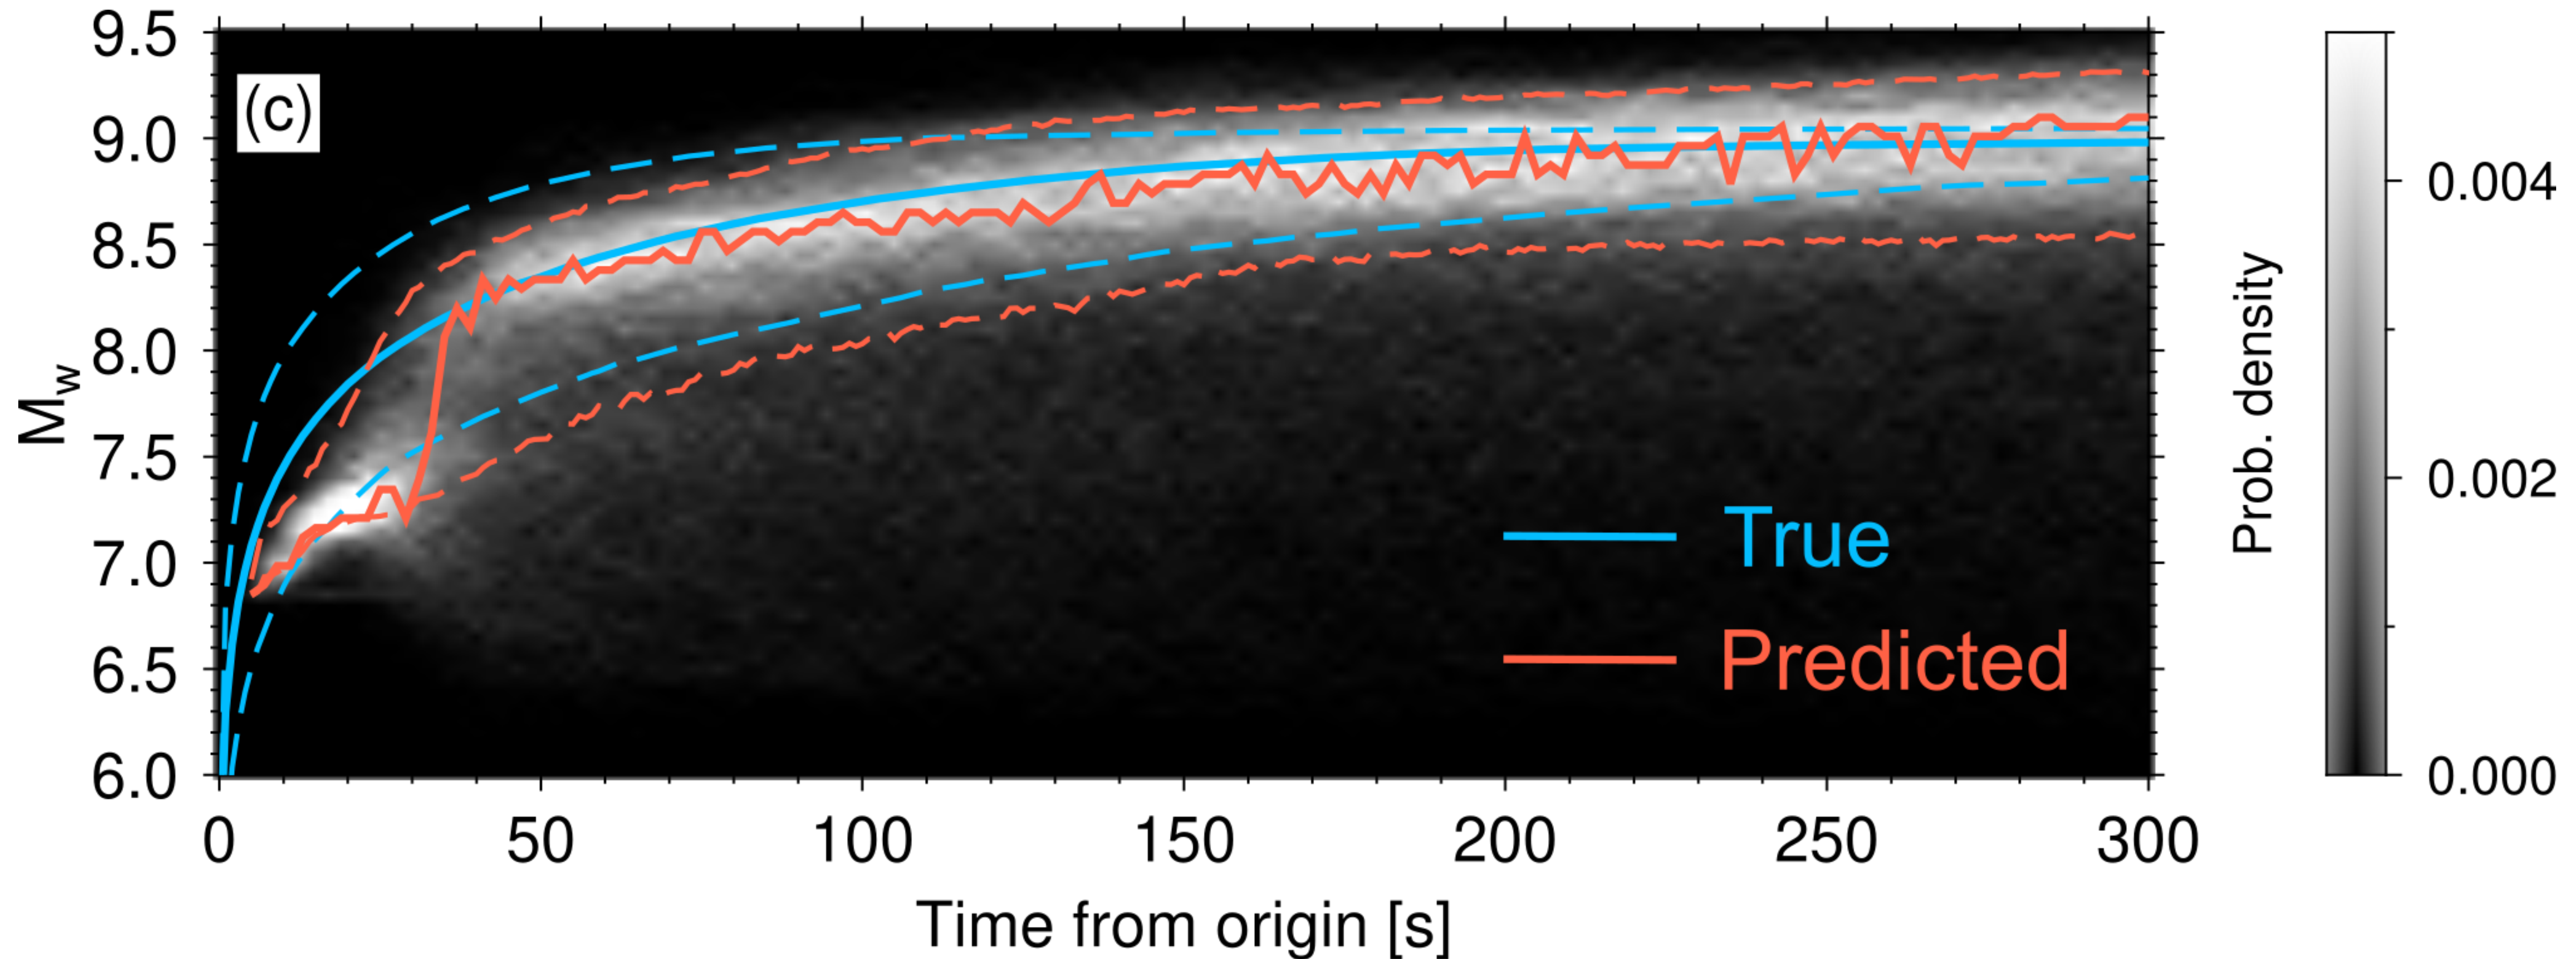 9.5
9.0
8.5
8.0
7.5
7.0
6.5
6.0
Mw
(c)
True
Predicted
0 50 100 150 200 250 300
Time from origin [s]
0.004
0.002
0.000
Prob. density